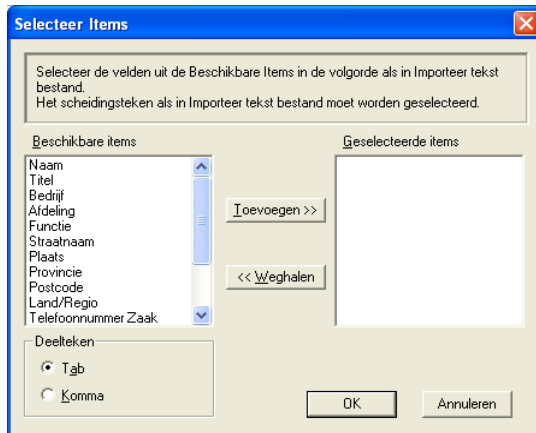 Selecteer Items
Selecteer de velden uit de Beschikbare Items in de volgorde als in Importeer tekst
bestand.
Het scheidingsteken als in Importeer tekst bestand moet worden geselecteerd.
Beschikbare items
Geselecteerde items
Naam
Titel
Bedrijf
Afdeling
Functie
Straatnaam
Plaats
Provincie
Postcode
Land/Regio
Telefoonnummer Zaak
Toevoegen >>
<< Weghalen
Deelteken
Tab
Komma
OK
Annuleren